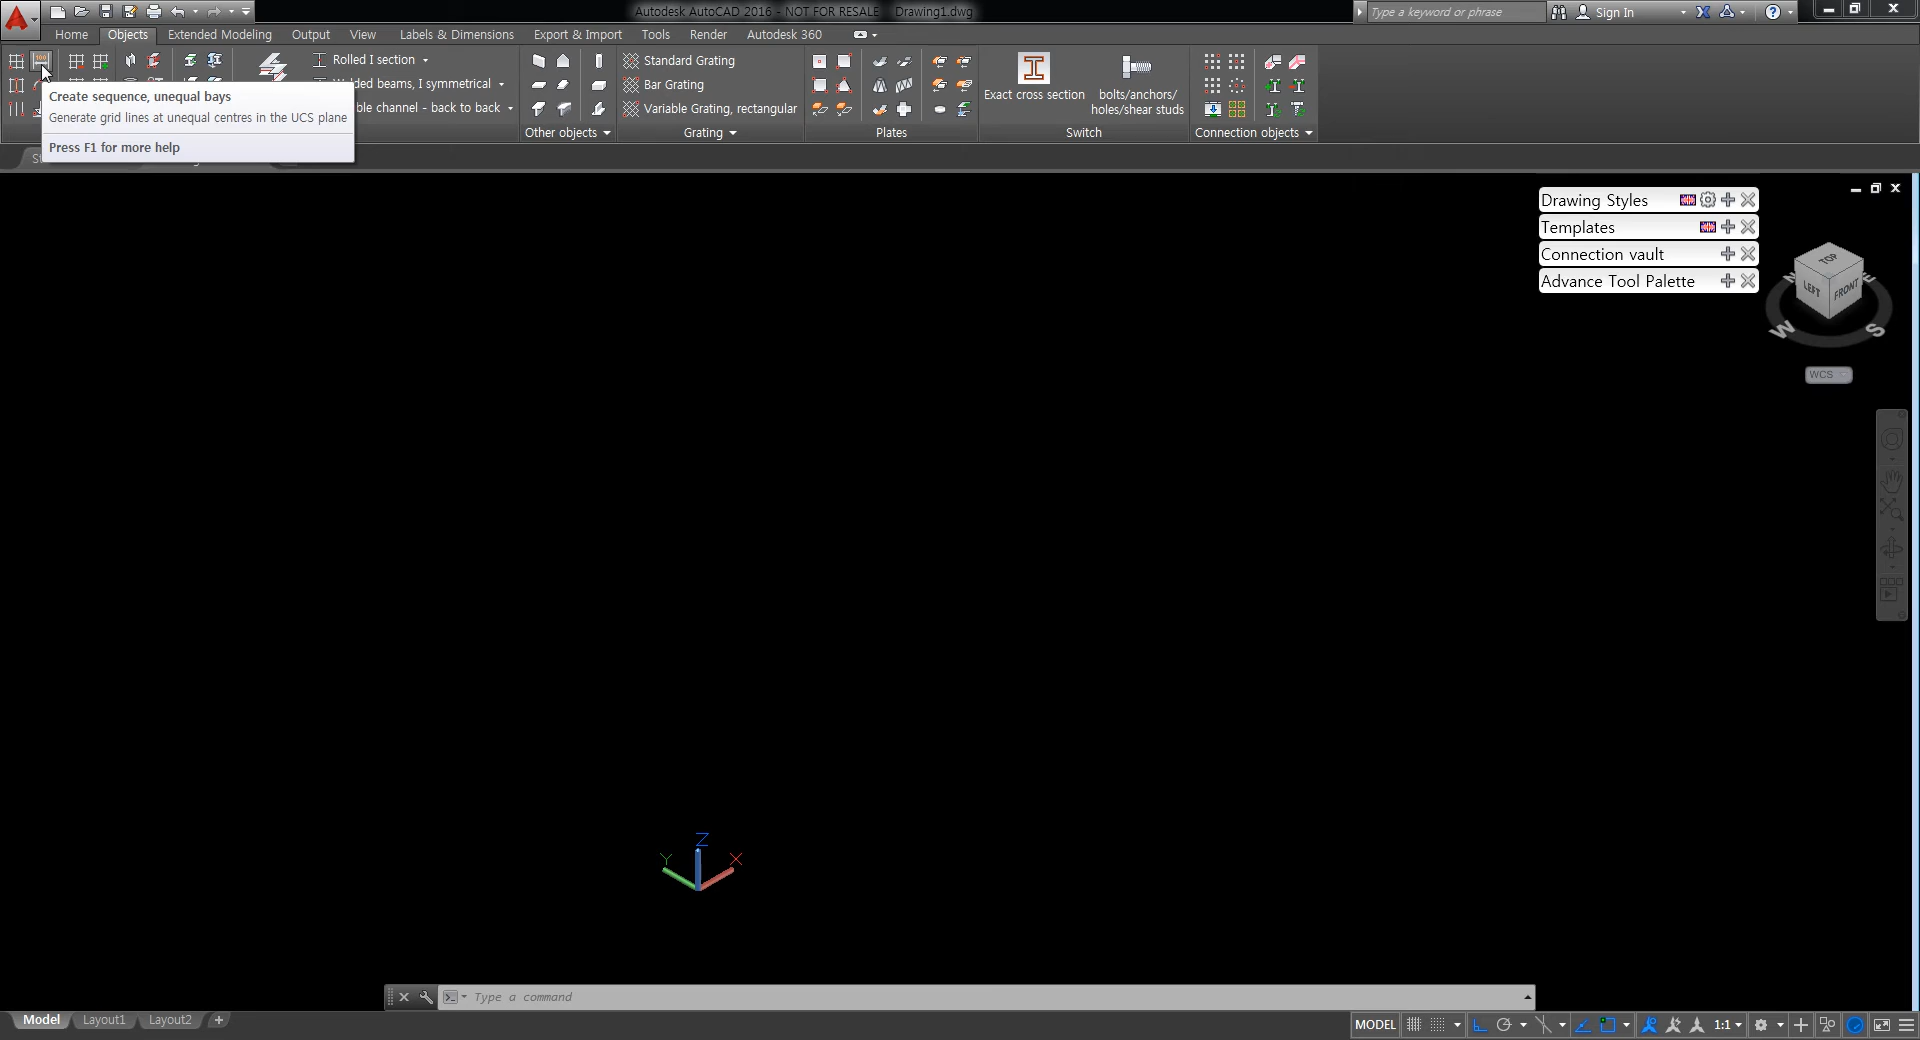 Autodesk AutoCAD 2016 - NOT FOR RESALE Drawing1.dwg
Type a keyword or phrase
Sign In
Home Objects Extended Modeling Output View Labels & Dimensions Export & Import Tools Render Autodesk 360
Rolled I section
lded beams, I symmetrical
ble channel - back to back
Other objects
Standard Grating
Bar Grating
Variable Grating, rectangular
Grating
Plates
Exact cross section
bolts/anchors/
holes/shear studs
Switch
Connection objects
Create sequence, unequal bays
Generate grid lines at unequal centres in the UCS plane
Press F1 for more help
St
Drawing Styles
Templates
Connection vault
Advance Tool Palette
TOP
LEFT
FRONT
W
S
WCS
Z
Y
X
Type a command
Model Layout1 Layout2
MODEL
1:1